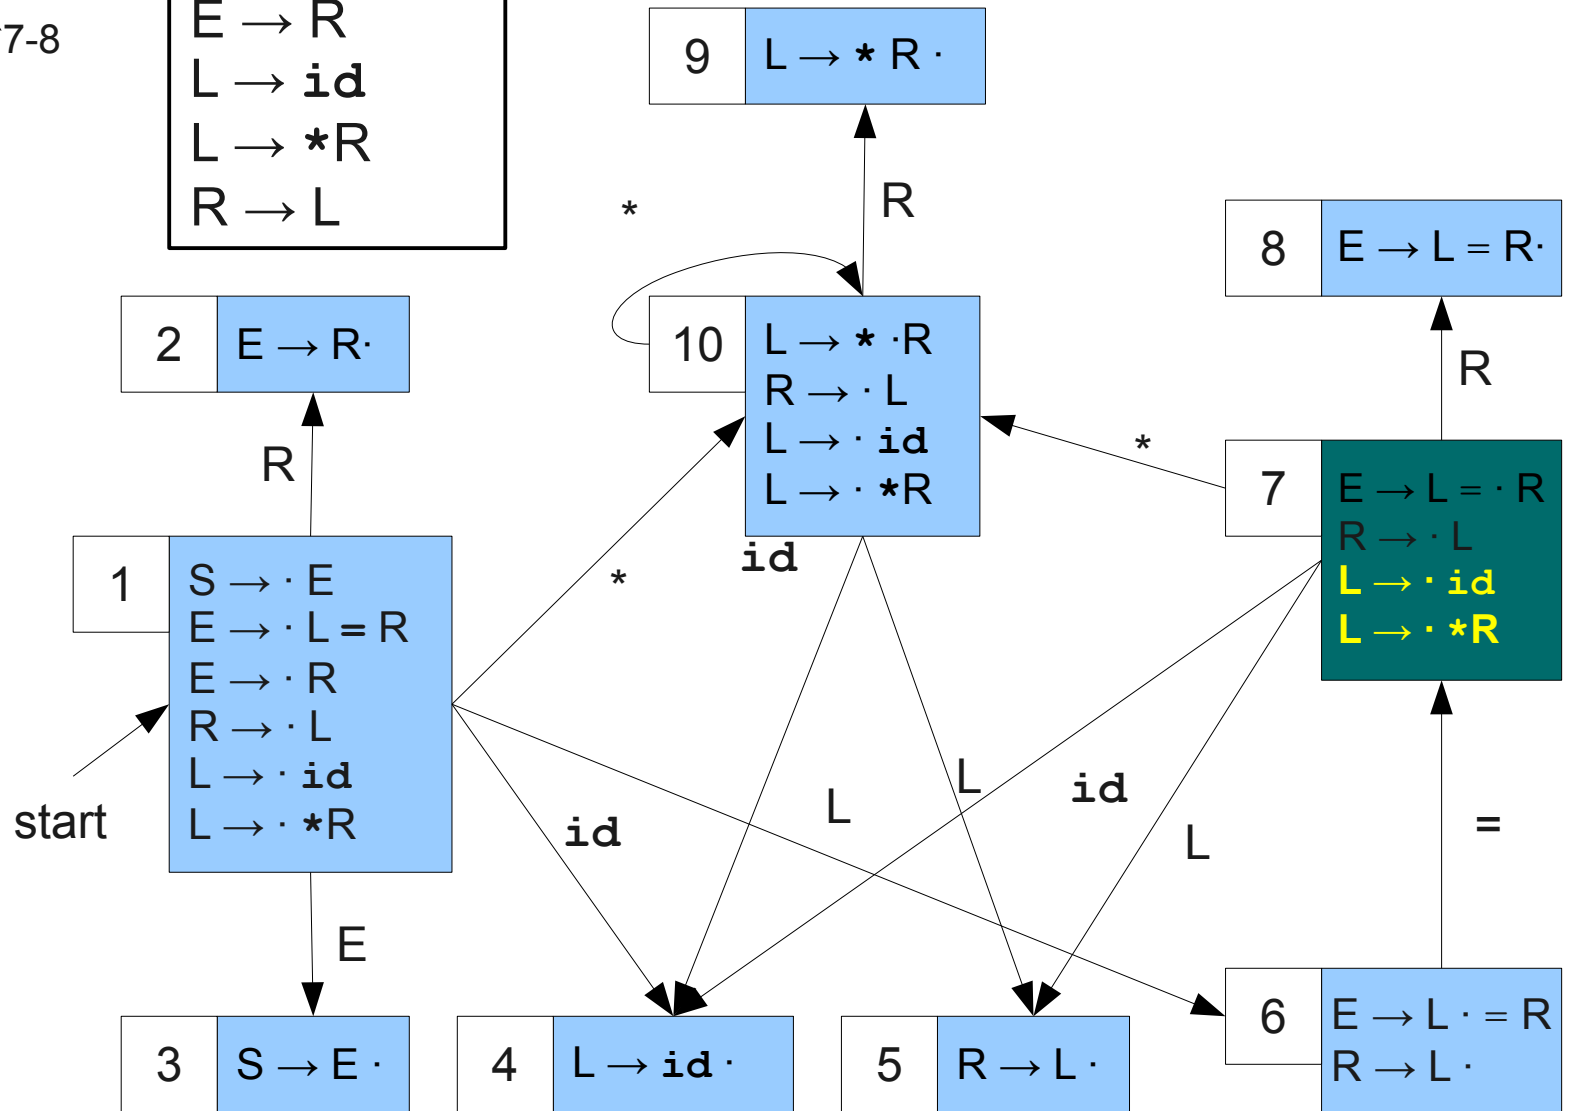 7-8
E → R
L → id
L → *R
R → L
9
L → * R ·
*
R
8
E → L = R·
2
E → R·
10
L → * ·R
R → · L
L → · id
L → · *R
R
R
*
7
E → L = · R
R → · L
L → · id
L → · *R
1
S → · E
E → · L = R
E → · R
R → · L
L → · id
L → · *R
*
id
start
id
L
L
id
L
=
E
3
S → E ·
4
L → id ·
5
R → L ·
6
E → L · = R
R → L ·